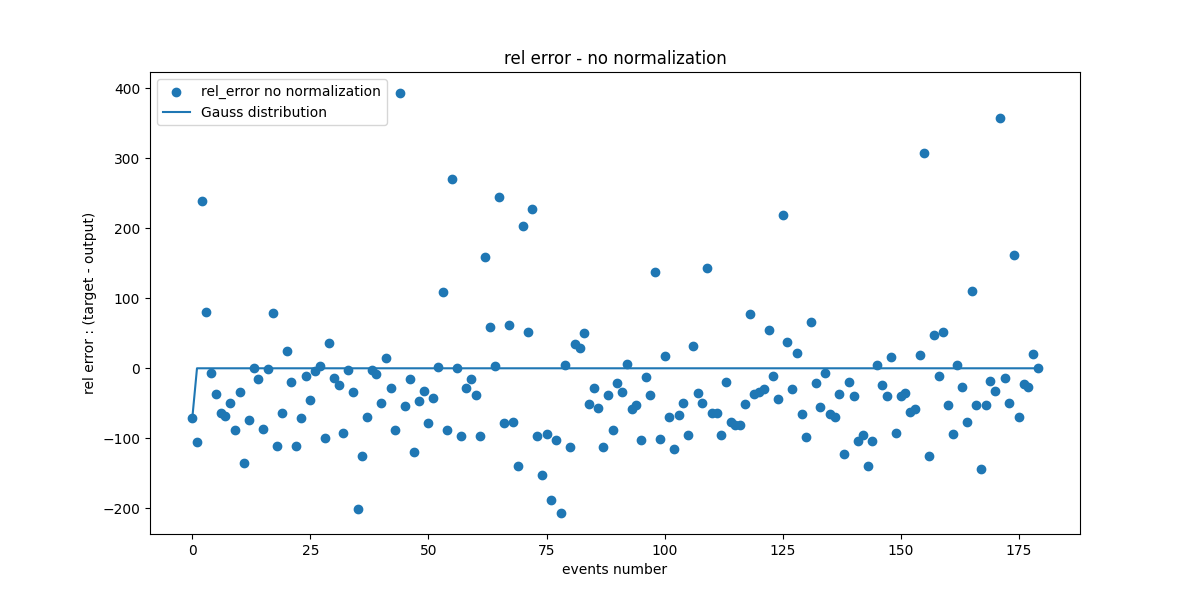 rel error - no normalization
rel_error no normalization
Gauss distribution
400
300
200
100
0
−100
−200
rel error : (target - output)
0 25 50 75 100 125 150 175
events number